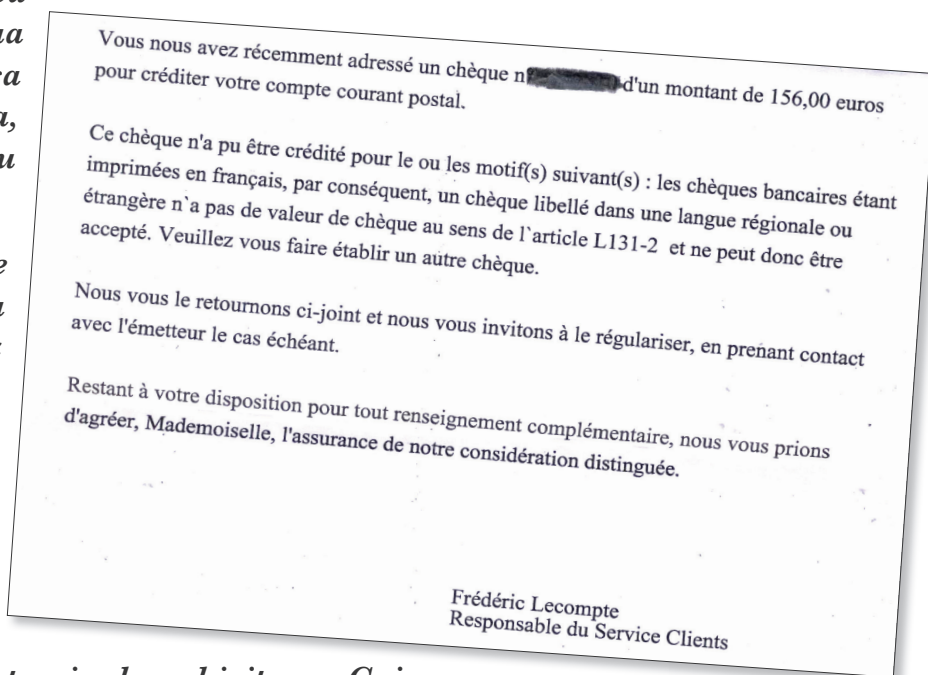 Vous nous avez récemment adressé un chèque n d'un montant de 156,00 euros
pour créditer votre compte courant postal.
Ce chèque n'a pu être crédité pour le ou les motif(s) suivant(s) : les chèques bancaires étant
imprimées en français, par conséquent, un chèque libellé dans une langue régionale ou
étrangère n`a pas de valeur de chèque au sens de l`article L131-2 et ne peut donc être
accepté. Veuillez vous faire établir un autre chèque.
Nous vous le retournons ci-joint et nous vous invitons à le régulariser, en prenant contact
avec l'émetteur le cas échéant.
Restant à votre disposition pour tout renseignement complémentaire, nous vous prions
d'agréer, Mademoiselle, l'assurance de notre considération distinguée.
Frédéric Lecompte
Responsable du Service Clients